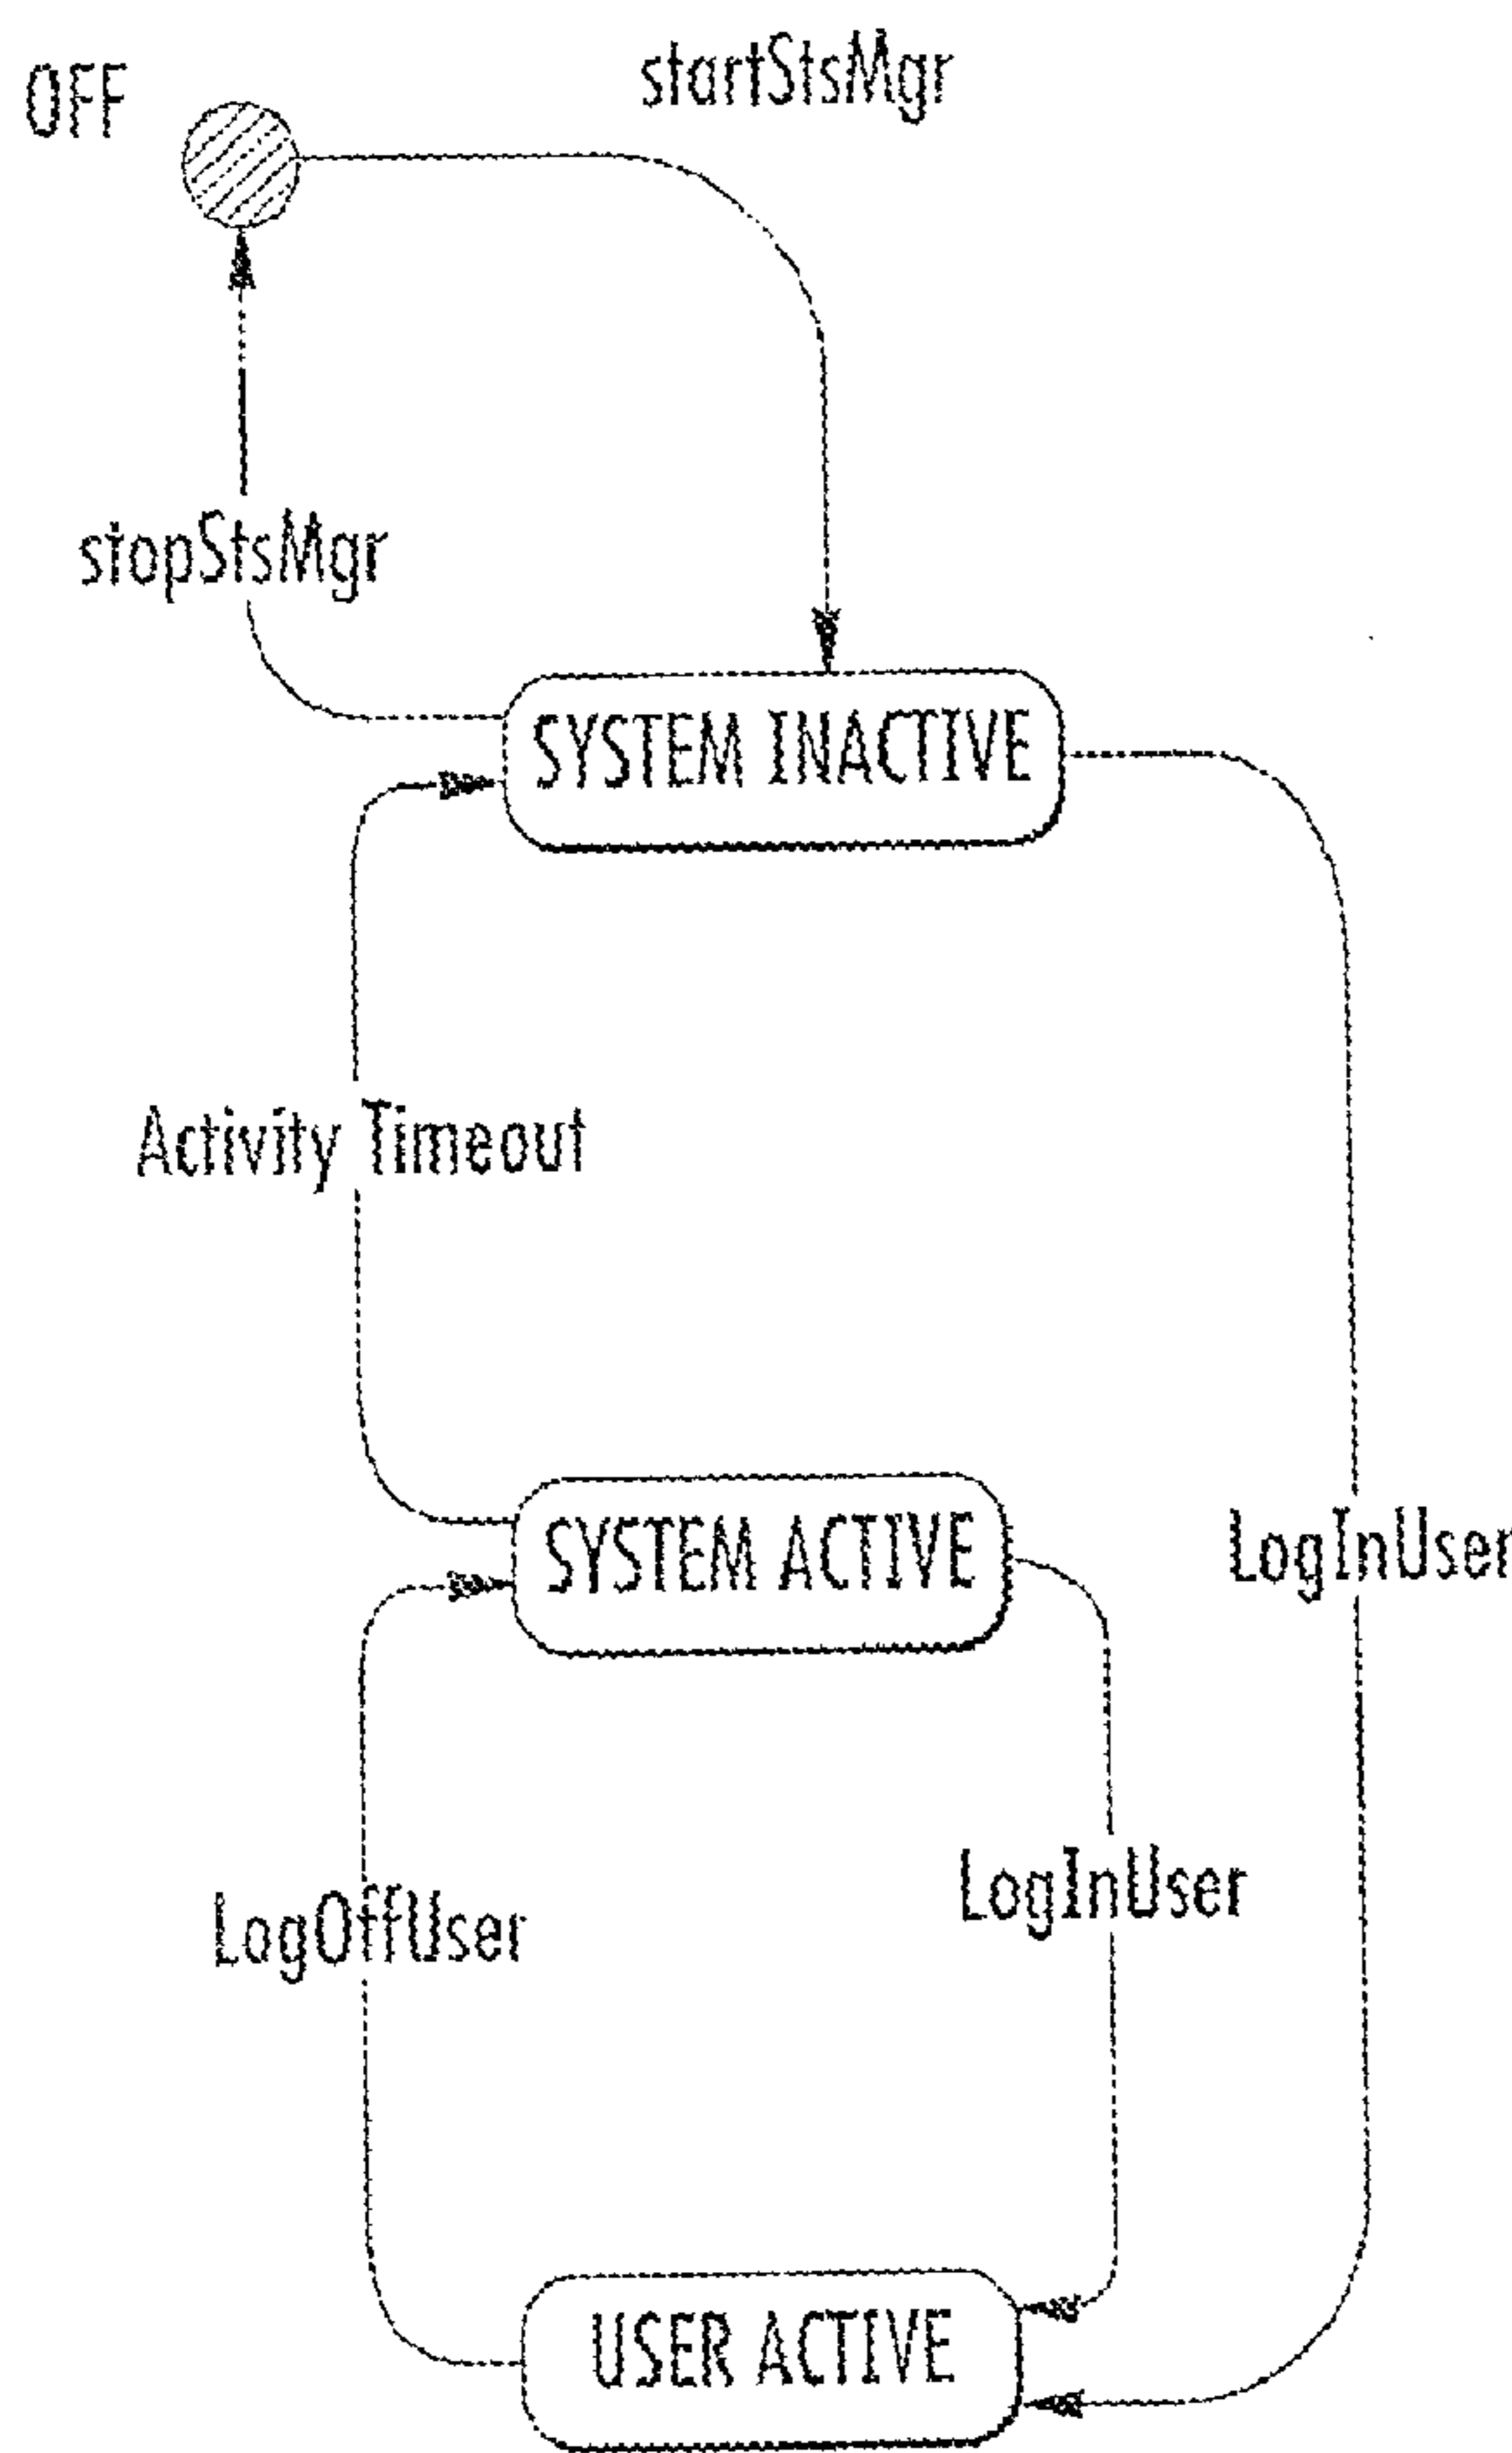 OFF
startStsMgr
stopStsMgr
SYSTEM INACTIVE
Activity Timeout
SYSTEM ACTIVE
LogInUser
LogInUser
LogOffUser
USER ACTIVE